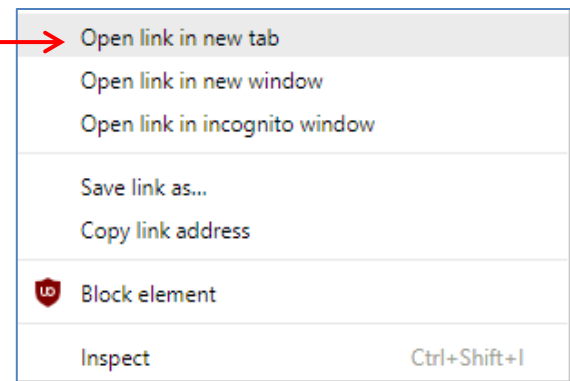 Open link in new tab
Open link in new window
Open link in incognito window
Save link as...
Copy link address
Block element
Inspect Ctrl+Shift+I